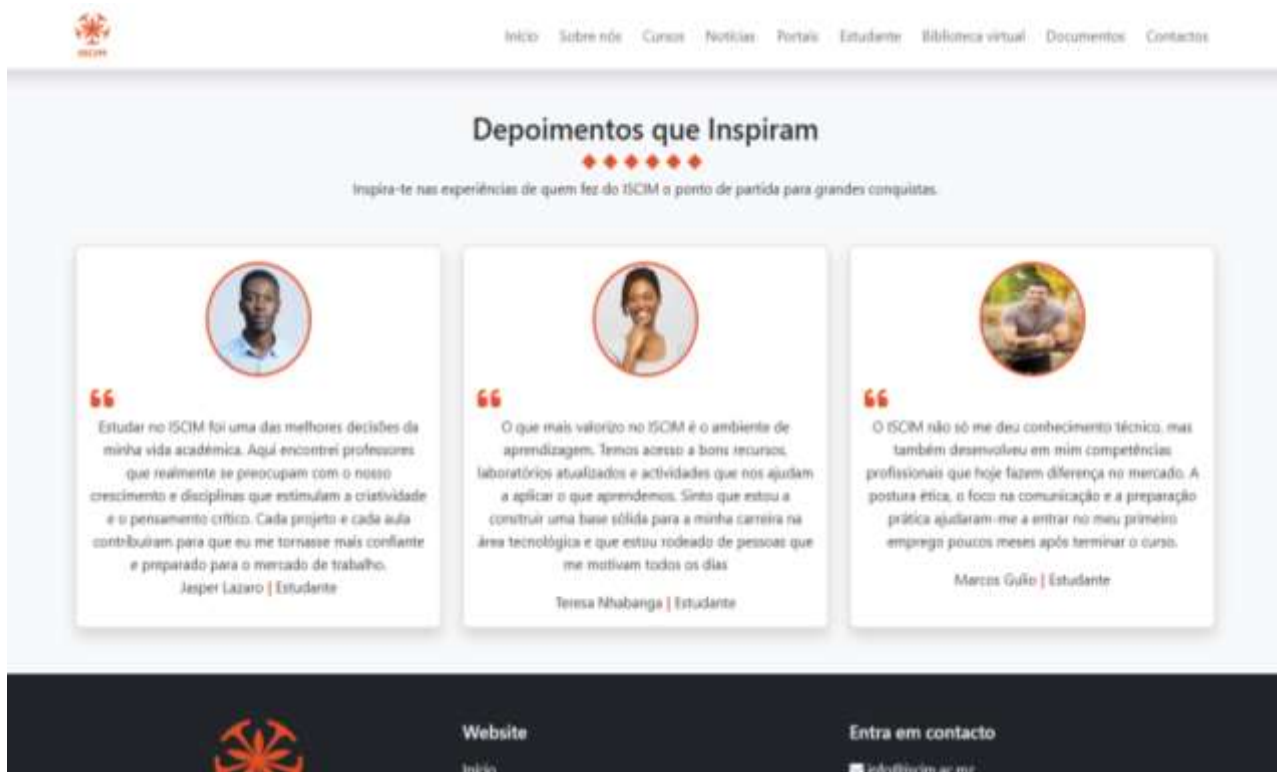 ISCIM
Início Sobre nós Cursos Notícias Portais Estudante Biblioteca virtual Documentos Contactos
Depoimentos que Inspiram
Inspira-te nas experiências de quem fez do ISCIM o ponto de partida para grandes conquistas.
Estudar no ISCIM foi uma das melhores decisões da
minha vida académica. Aqui encontrei professores
que realmente se preocupam com o nosso
crescimento e disciplinas que estimulam a criatividade
e o pensamento crítico. Cada projeto e cada aula
contribuíram para que eu me tornasse mais confiante
e preparado para o mercado de trabalho.
Jasper Lazaro | Estudante
O que mais valorizo no ISCIM é o ambiente de
aprendizagem. Temos acesso a bons recursos,
laboratórios atualizados e actividades que nos ajudam
a aplicar o que aprendemos. Sinto que estou a
construir uma base sólida para a minha carreira na
área tecnológica e que estou rodeado de pessoas que
me motivam todos os dias
Teresa Nhabanga | Estudante
O ISCIM não só me deu conhecimento técnico, mas
também desenvolveu em mim competências
profissionais que hoje fazem diferença no mercado. A
postura ética, o foco na comunicação e a preparação
prática ajudaram-me a entrar no meu primeiro
emprego poucos meses após terminar o curso.
Marcos Gulio | Estudante
Website
Início
Entra em contacto
info@iscim.ac.mz